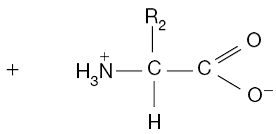 R₂
+ H₃N⁺ — C — C O
O⁻
H